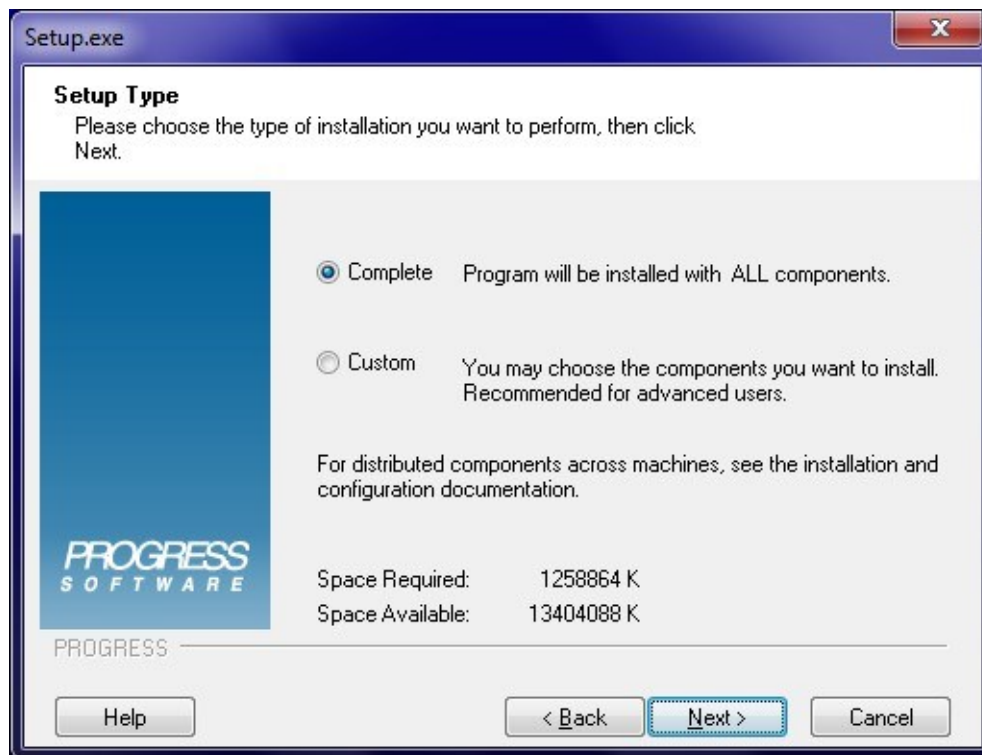 Setup.exe
Setup Type
Please choose the type of installation you want to perform, then click
Next.
Complete Program will be installed with ALL components.
Custom You may choose the components you want to install.
Recommended for advanced users.
For distributed components across machines, see the installation and
configuration documentation.
PROGRESS
SOFTWARE
Space Required: 1258864 K
Space Available: 13404088 K
PROGRESS
Help < Back Next > Cancel